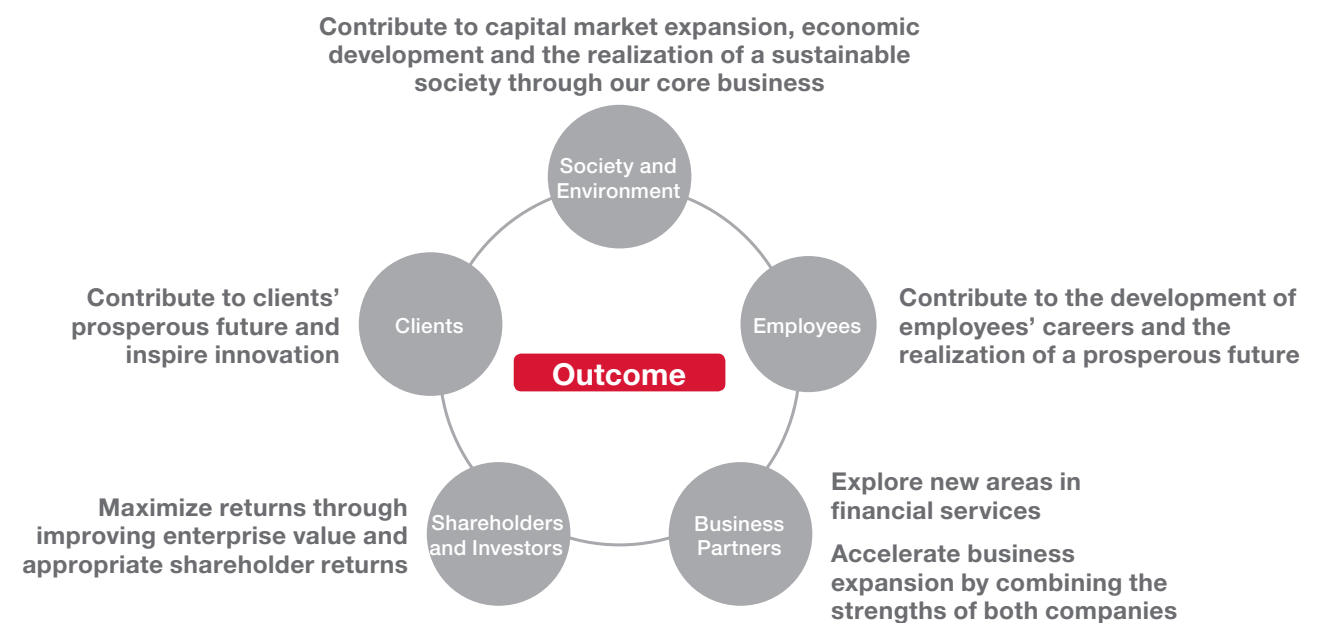 Contribute to capital market expansion, economic
development and the realization of a sustainable
society through our core business
Society and
Environment
Contribute to clients’
prosperous future and
inspire innovation
Clients
Employees
Contribute to the development of
employees’ careers and the
realization of a prosperous future
Outcome
Maximize returns through
improving enterprise value and
appropriate shareholder returns
Shareholders
and Investors
Business
Partners
Explore new areas in
financial services
Accelerate business
expansion by combining the
strengths of both companies